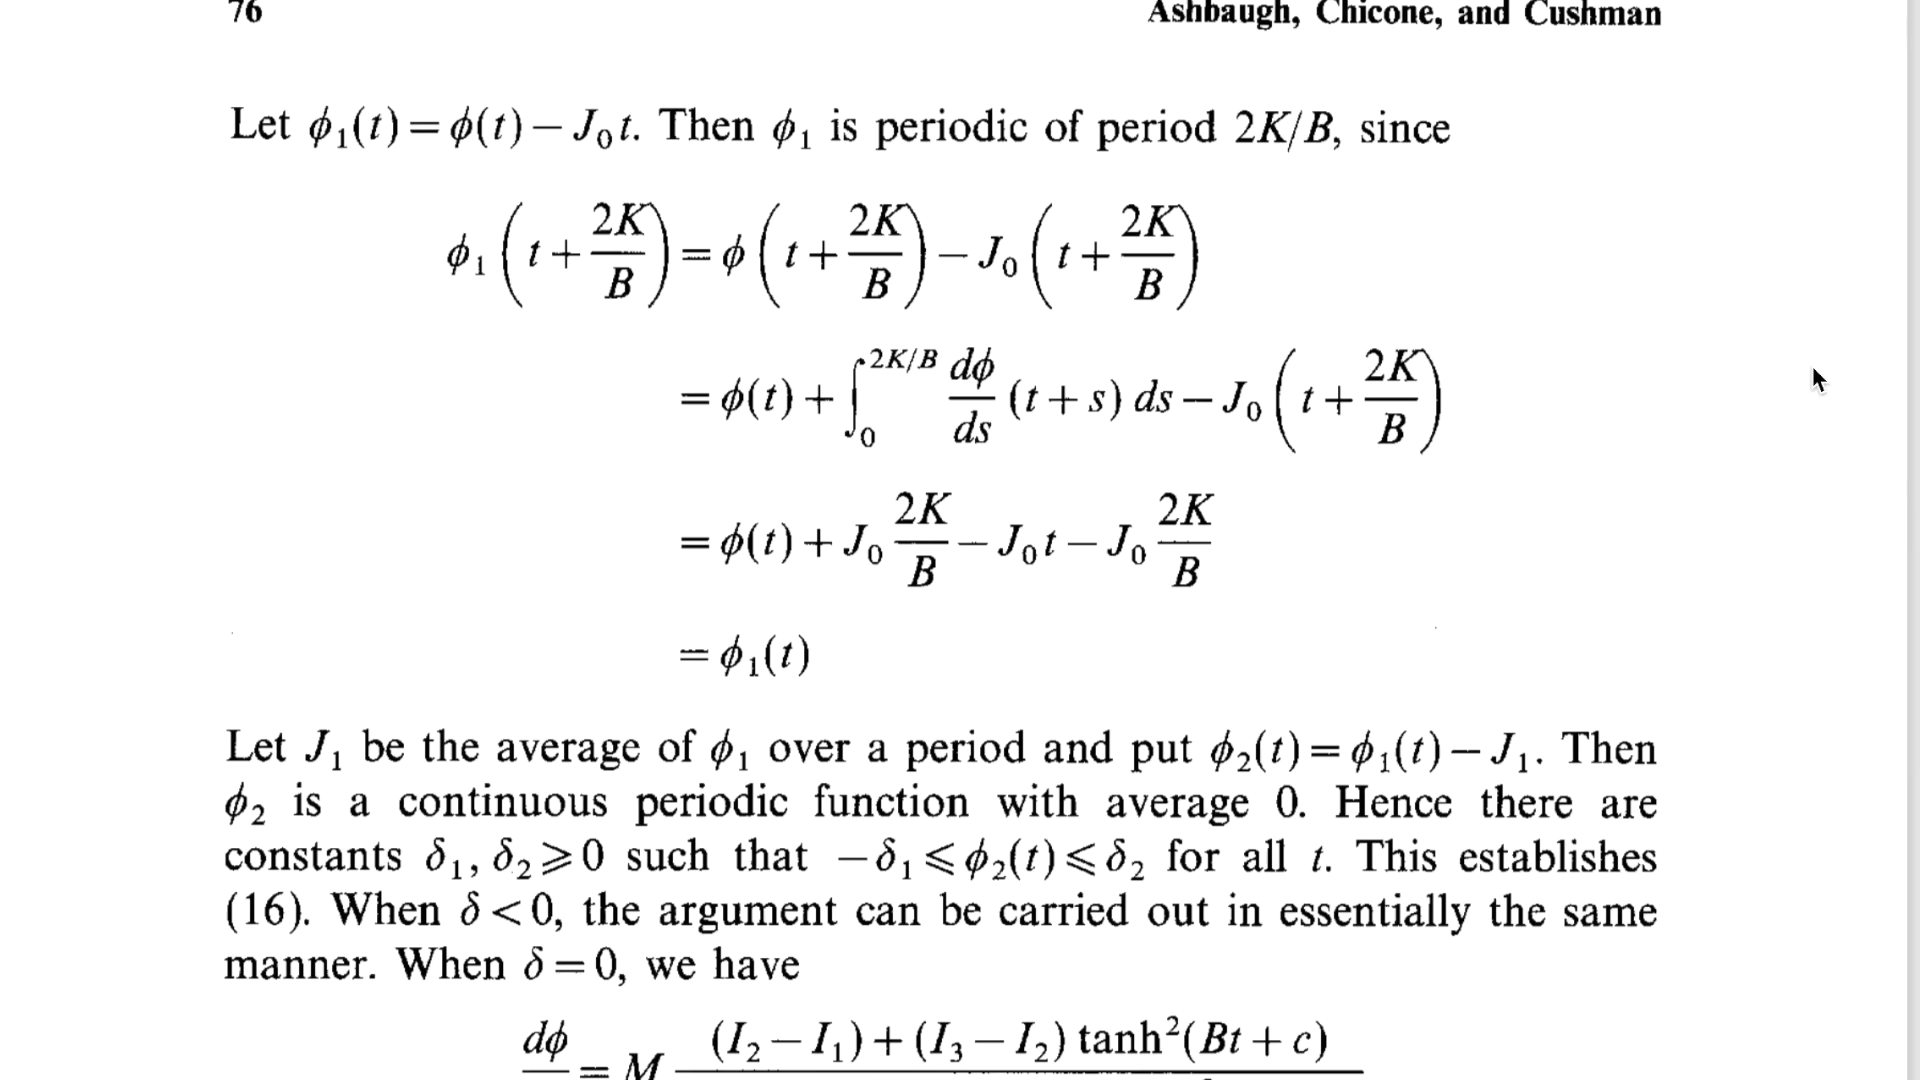 76 Ashbaugh, Chicone, and Cushman
Let ϕ₁(t) = ϕ(t) − J₀t. Then ϕ₁ is periodic of period 2K/B, since
ϕ₁(t + 2K/B) = ϕ(t + 2K/B) − J₀(t + 2K/B)
= ϕ(t) + ∫₀^{2K/B} dϕ/ds (t + s) ds − J₀(t + 2K/B)
= ϕ(t) + J₀ 2K/B − J₀t − J₀ 2K/B
= ϕ₁(t)
Let J₁ be the average of ϕ₁ over a period and put ϕ₂(t) = ϕ₁(t) − J₁. Then
ϕ₂ is a continuous periodic function with average 0. Hence there are
constants δ₁, δ₂ ⩾ 0 such that −δ₁ ⩽ ϕ₂(t) ⩽ δ₂ for all t. This establishes
(16). When δ < 0, the argument can be carried out in essentially the same
manner. When δ = 0, we have
dϕ = M (I₂ − I₁) + (I₃ − I₂) tanh²(Bt + c)